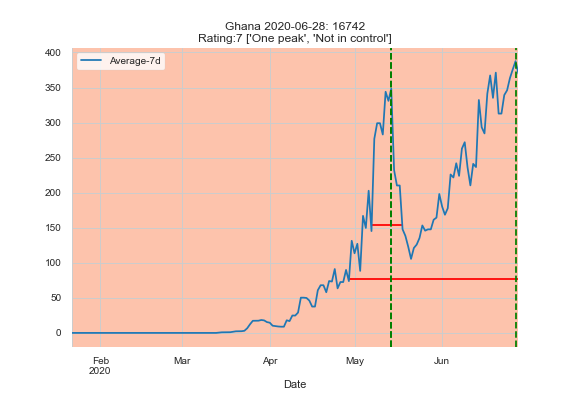 Ghana 2020-06-28: 16742
Rating:7 ['One peak', 'Not in control']
Average-7d
400
350
300
250
200
150
100
50
0
Feb
2020
Mar
Apr
May
Jun
Date